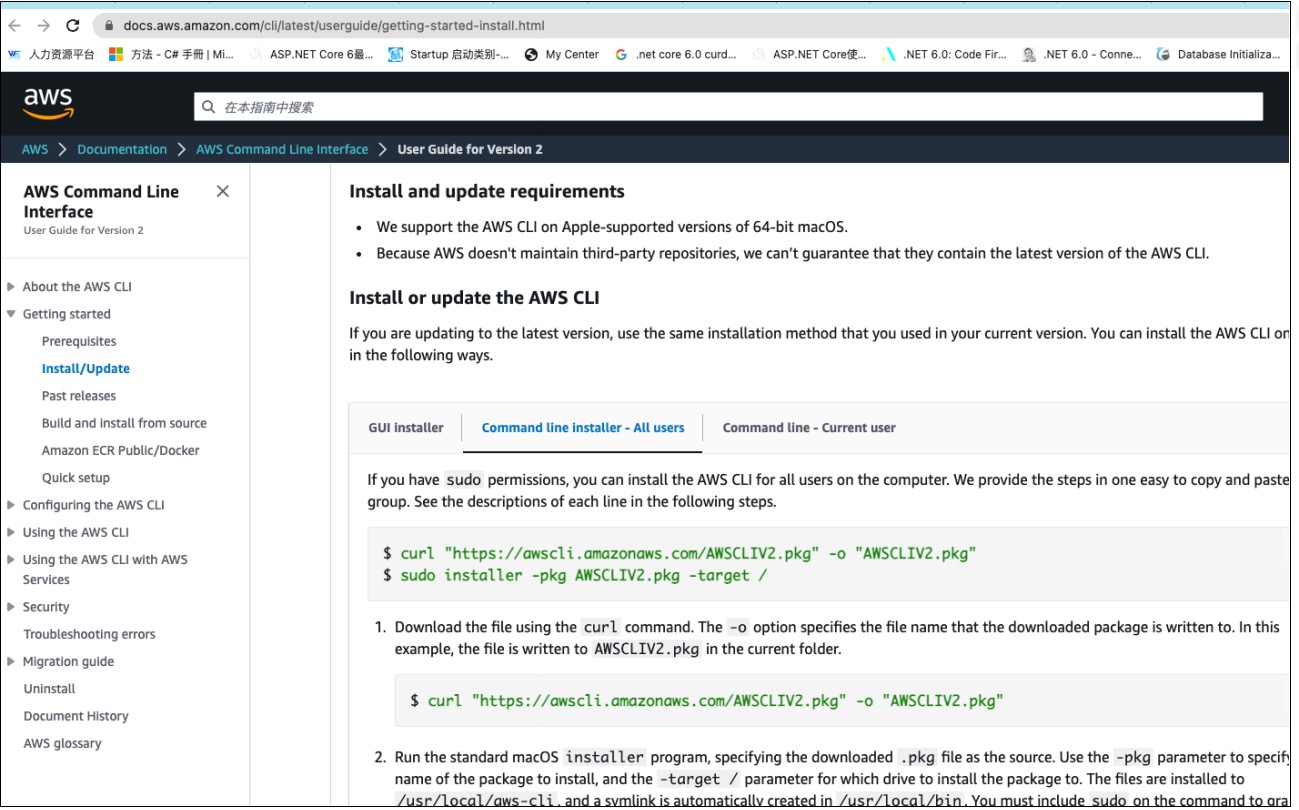 docs.aws.amazon.com/cli/latest/userguide/getting-started-install.html
人力资源平台 方法 - C# 手冊 | Mi... ASP.NET Core 6最... Startup 启动类别-... My Center .net core 6.0 curd... ASP.NET Core使... .NET 6.0: Code Fir... .NET 6.0 - Conne... Database Initializa...
aws
在本指南中搜索
AWS > Documentation > AWS Command Line Interface > User Guide for Version 2
AWS Command Line
Interface
User Guide for Version 2
About the AWS CLI
Getting started
Prerequisites
Install/Update
Past releases
Build and install from source
Amazon ECR Public/Docker
Quick setup
Configuring the AWS CLI
Using the AWS CLI
Using the AWS CLI with AWS
Services
Security
Troubleshooting errors
Migration guide
Uninstall
Document History
AWS glossary
Install and update requirements
• We support the AWS CLI on Apple-supported versions of 64-bit macOS.
• Because AWS doesn't maintain third-party repositories, we can't guarantee that they contain the latest version of the AWS CLI.
Install or update the AWS CLI
If you are updating to the latest version, use the same installation method that you used in your current version. You can install the AWS CLI on
in the following ways.
GUI installer Command line installer - All users Command line - Current user
If you have sudo permissions, you can install the AWS CLI for all users on the computer. We provide the steps in one easy to copy and paste
group. See the descriptions of each line in the following steps.
$ curl "https://awscli.amazonaws.com/AWSCLIV2.pkg" -o "AWSCLIV2.pkg"
$ sudo installer -pkg AWSCLIV2.pkg -target /
1. Download the file using the curl command. The -o option specifies the file name that the downloaded package is written to. In this
example, the file is written to AWSCLIV2.pkg in the current folder.
$ curl "https://awscli.amazonaws.com/AWSCLIV2.pkg" -o "AWSCLIV2.pkg"
2. Run the standard macOS installer program, specifying the downloaded .pkg file as the source. Use the -pkg parameter to specify
name of the package to install, and the -target / parameter for which drive to install the package to. The files are installed to
/usr/local/aws-cli, and a symlink is automatically created in /usr/local/bin. You must include sudo on the command to gra